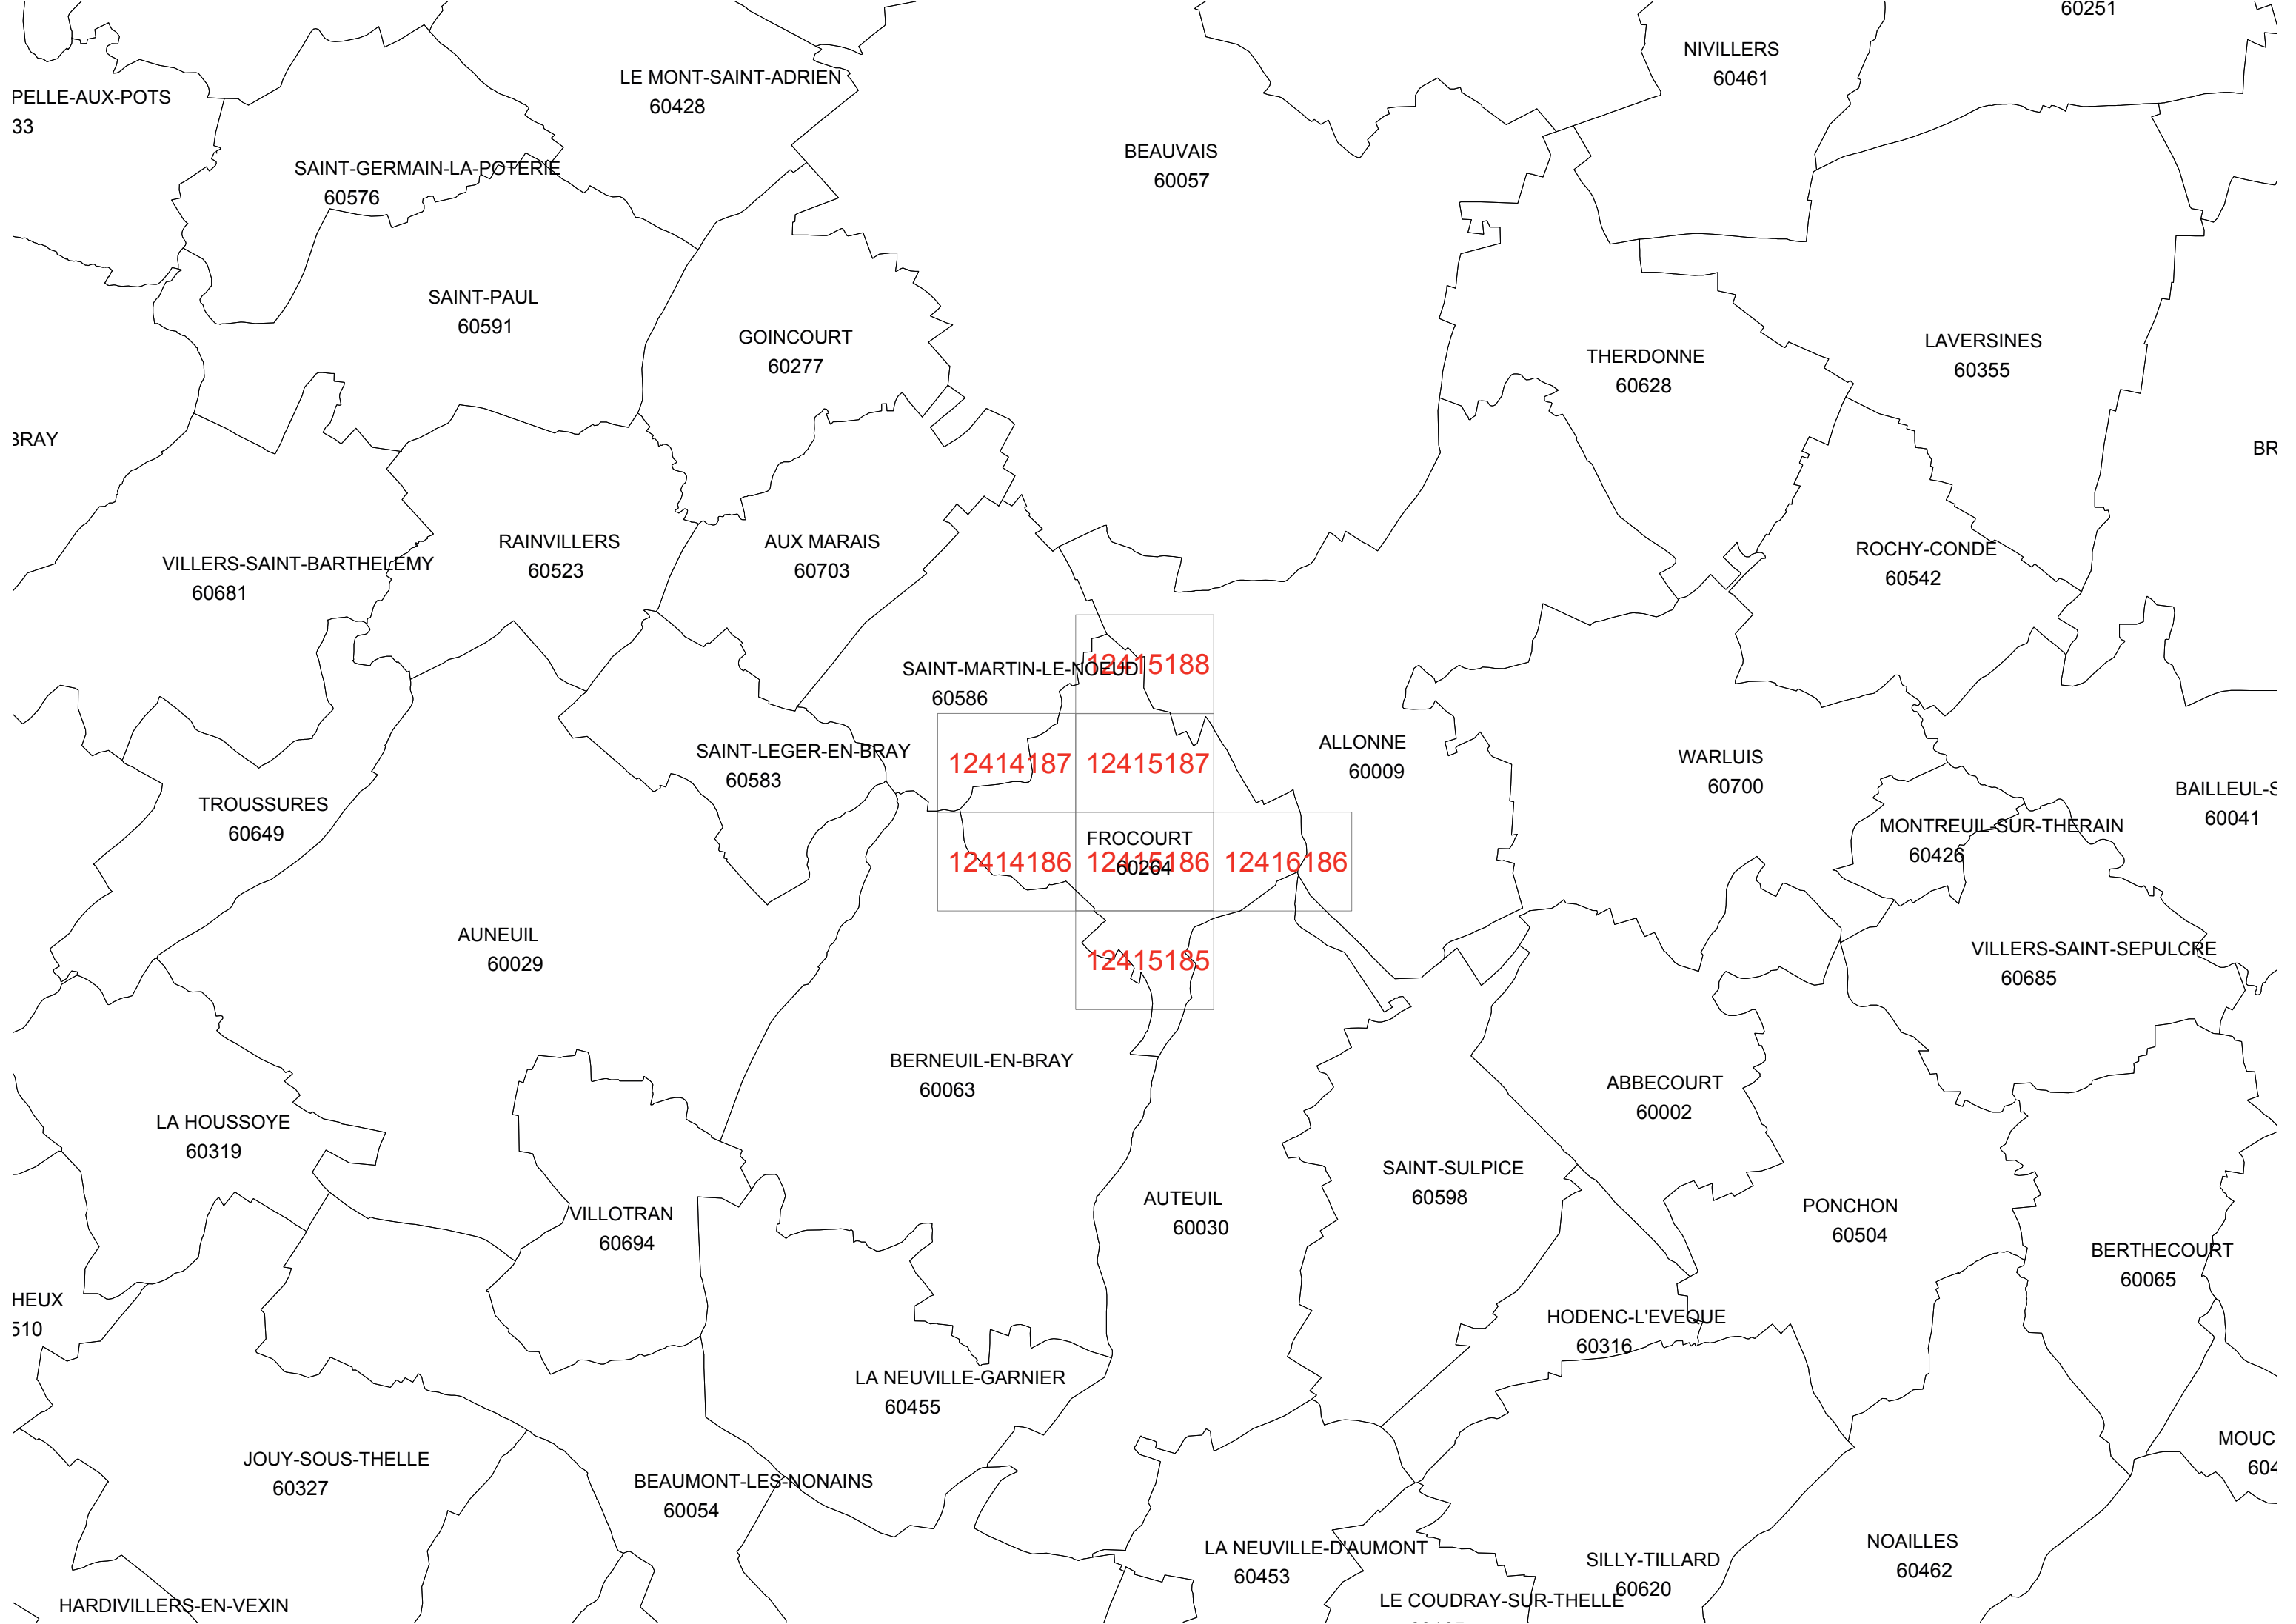 60251
NIVILLERS
60461
LE MONT-SAINT-ADRIEN
60428
PELLE-AUX-POTS
33
BEAUVAIS
60057
SAINT-GERMAIN-LA-POTERIE
60576
SAINT-PAUL
60591
GOINCOURT
60277
THERDONNE
60628
LAVERSINES
60355
BRAY
BR
RAINVILLERS
60523
AUX MARAIS
60703
ROCHY-CONDE
60542
VILLERS-SAINT-BARTHELEMY
60681
SAINT-MARTIN-LE-NOEUD
60586
12415188
SAINT-LEGER-EN-BRAY
60583
12414187
12415187
ALLONNE
60009
WARLUIS
60700
BAILLEUL-S
60041
TROUSSURES
60649
MONTREUIL-SUR-THERAIN
60426
FROCOURT
60264
12414186
12415186
12416186
AUNEUIL
60029
12415185
VILLERS-SAINT-SEPULCRE
60685
BERNEUIL-EN-BRAY
60063
ABBECOURT
60002
LA HOUSSOYE
60319
SAINT-SULPICE
60598
AUTEUIL
60030
VILLOTRAN
60694
PONCHON
60504
BERTHECOURT
60065
HEUX
510
HODENC-L'EVEQUE
60316
LA NEUVILLE-GARNIER
60455
JOUY-SOUS-THELLE
60327
BEAUMONT-LES-NONAINS
60054
MOUC
604
LA NEUVILLE-D'AUMONT
60453
SILLY-TILLARD
60620
NOAILLES
60462
LE COUDRAY-SUR-THELLE
HARDIVILLERS-EN-VEXIN